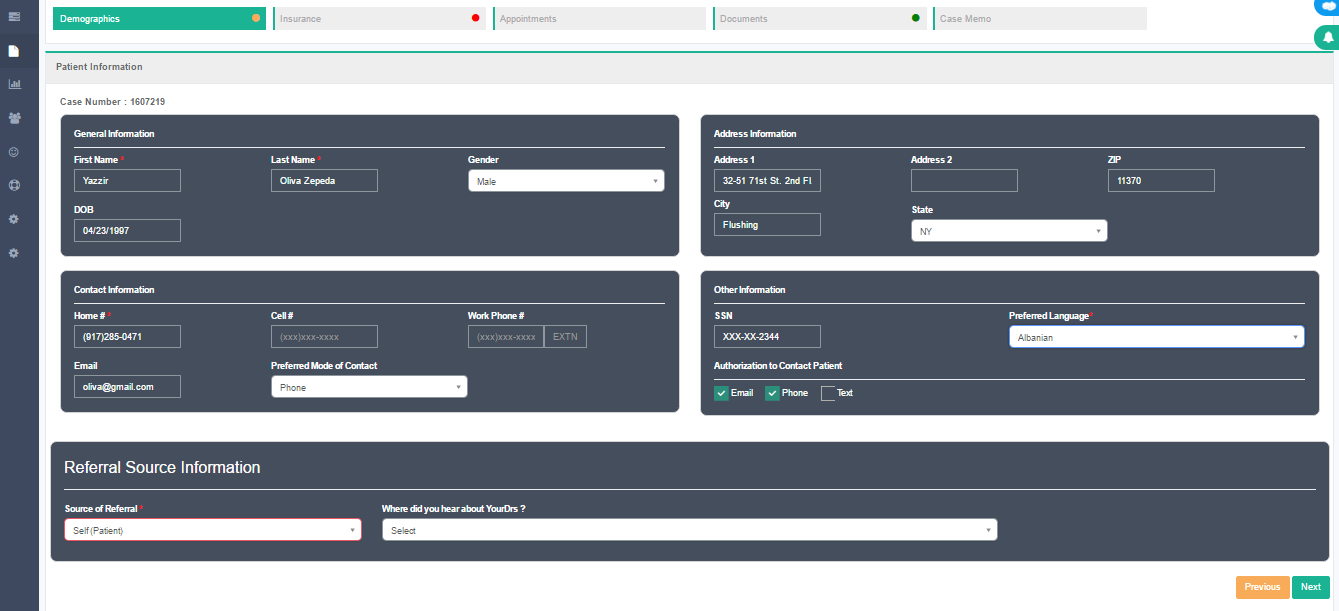 Demographics
Insurance
Appointments
Documents
Case Memo
Patient Information
Case Number : 1607219
General Information
First Name *
Last Name *
Gender
Yazzir
Oliva Zepeda
Male
DOB
04/23/1997
Address Information
Address 1
Address 2
ZIP
32-51 71st St. 2nd Fl
11370
City
State
Flushing
NY
Contact Information
Home # *
Cell #
Work Phone #
(917)285-0471
(xxx)xxx-xxxx
(xxx)xxx-xxxx
EXTN
Email
Preferred Mode of Contact
oliva@gmail.com
Phone
Other Information
SSN
Preferred Language*
XXX-XX-2344
Albanian
Authorization to Contact Patient
Email
Phone
Text
Referral Source Information
Source of Referral *
Where did you hear about YourDrs ?
Self (Patient)
Select
Previous
Next